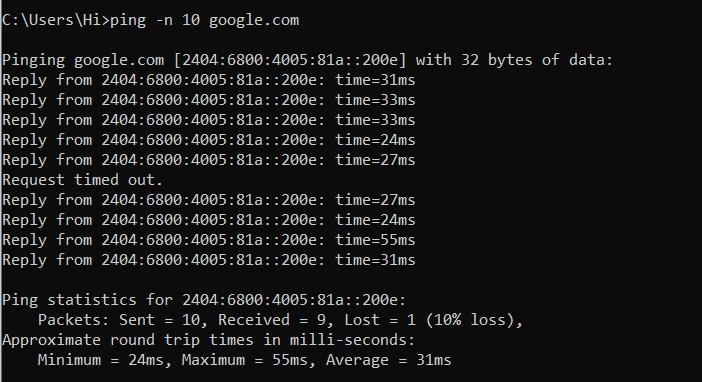 C:\Users\Hi>ping -n 10 google.com
Pinging google.com [2404:6800:4005:81a::200e] with 32 bytes of data:
Reply from 2404:6800:4005:81a::200e: time=31ms
Reply from 2404:6800:4005:81a::200e: time=33ms
Reply from 2404:6800:4005:81a::200e: time=33ms
Reply from 2404:6800:4005:81a::200e: time=24ms
Reply from 2404:6800:4005:81a::200e: time=27ms
Request timed out.
Reply from 2404:6800:4005:81a::200e: time=27ms
Reply from 2404:6800:4005:81a::200e: time=24ms
Reply from 2404:6800:4005:81a::200e: time=55ms
Reply from 2404:6800:4005:81a::200e: time=31ms
Ping statistics for 2404:6800:4005:81a::200e:
    Packets: Sent = 10, Received = 9, Lost = 1 (10% loss),
Approximate round trip times in milli-seconds:
    Minimum = 24ms, Maximum = 55ms, Average = 31ms